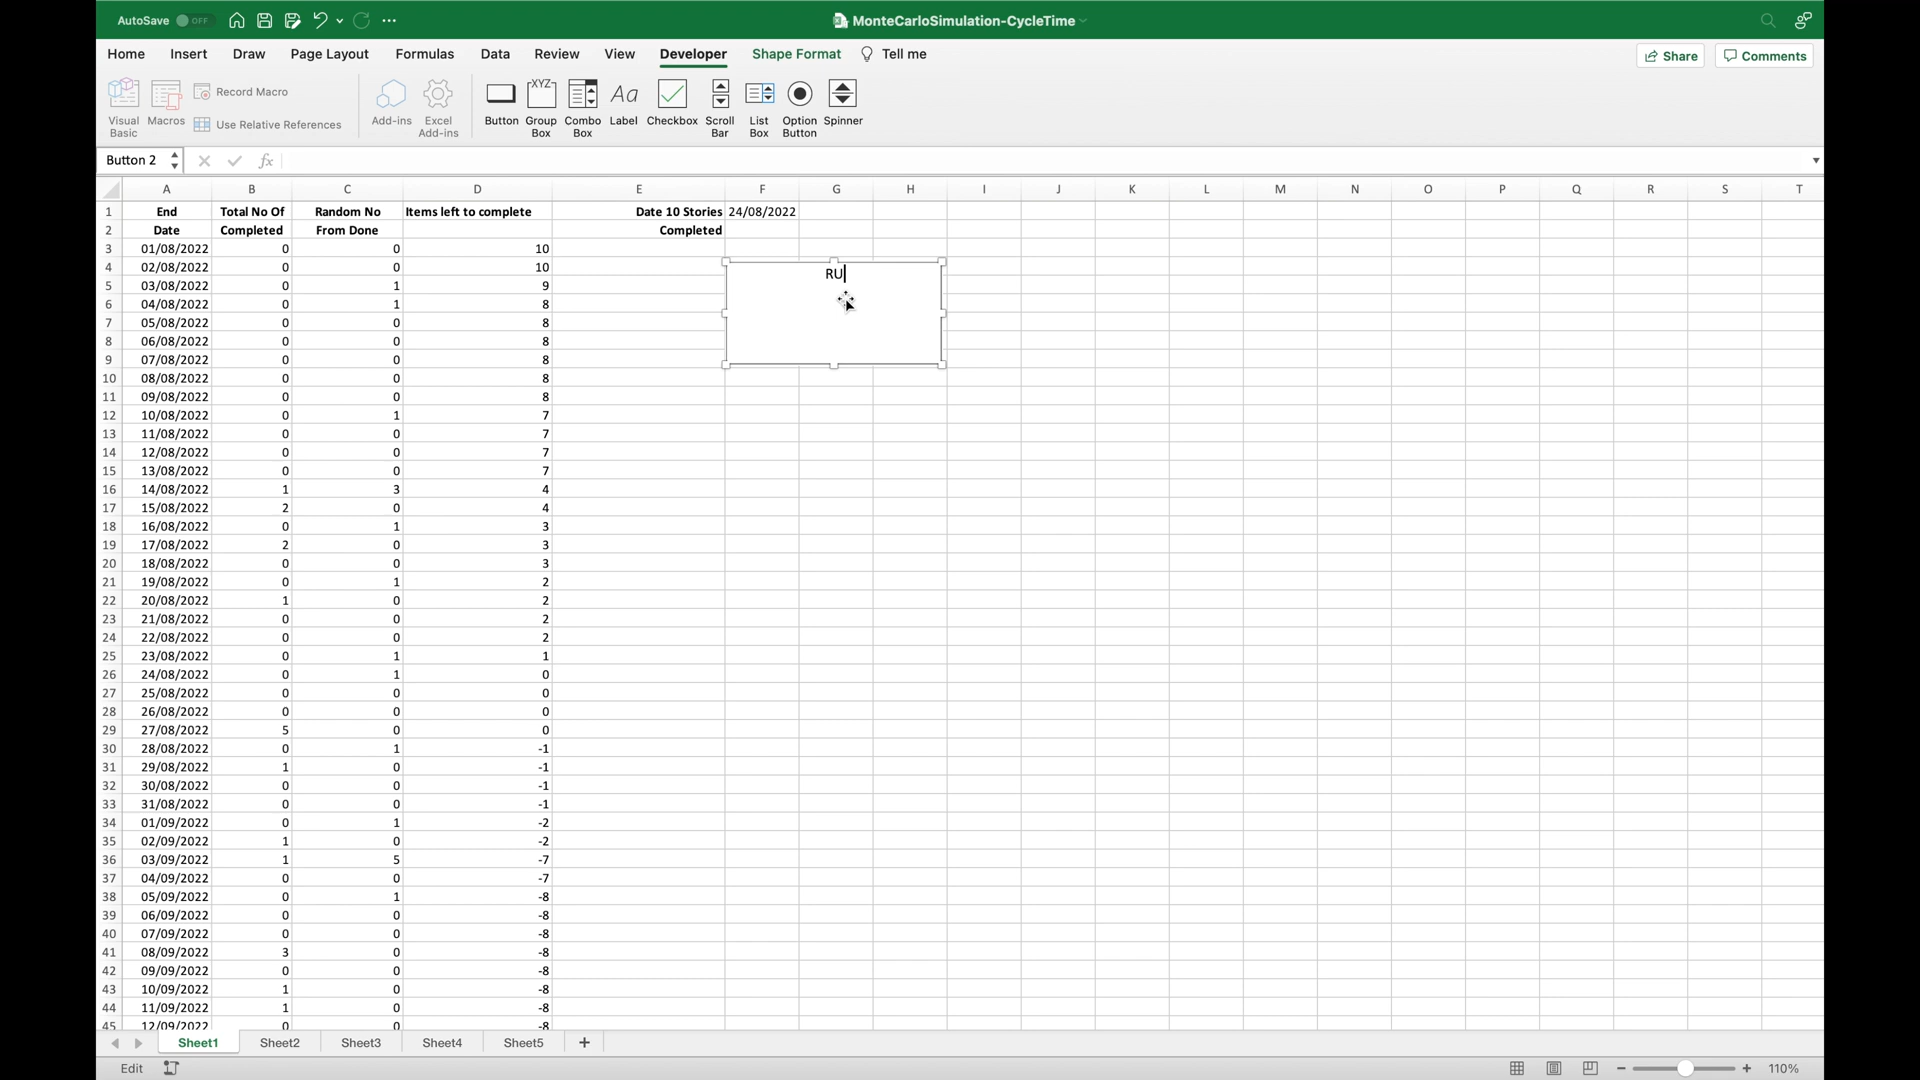 AutoSave OFF ... MonteCarloSimulation-CycleTime
Home Insert Draw Page Layout Formulas Data Review View Developer Shape Format Tell me Share Comments
Visual Basic Macros Record Macro Use Relative References Add-ins Excel Add-ins Button XYZ Group Box Combo Box Aa Label Checkbox Scroll Bar List Box Option Button Spinner
Button 2 fx
A B C D E F G H I J K L M N O P Q R S T
1 End Total No Of Random No Items left to complete Date 10 Stories 24/08/2022
2 Date Completed From Done Completed
3 01/08/2022 0 0 10
4 02/08/2022 0 0 10 RU
5 03/08/2022 0 1 9
6 04/08/2022 0 1 8
7 05/08/2022 0 0 8
8 06/08/2022 0 0 8
9 07/08/2022 0 0 8
10 08/08/2022 0 0 8
11 09/08/2022 0 0 8
12 10/08/2022 0 1 7
13 11/08/2022 0 0 7
14 12/08/2022 0 0 7
15 13/08/2022 0 0 7
16 14/08/2022 1 3 4
17 15/08/2022 2 0 4
18 16/08/2022 0 1 3
19 17/08/2022 2 0 3
20 18/08/2022 0 0 3
21 19/08/2022 0 1 2
22 20/08/2022 1 0 2
23 21/08/2022 0 0 2
24 22/08/2022 0 0 2
25 23/08/2022 0 1 1
26 24/08/2022 0 1 0
27 25/08/2022 0 0 0
28 26/08/2022 0 0 0
29 27/08/2022 5 0 0
30 28/08/2022 0 1 -1
31 29/08/2022 1 0 -1
32 30/08/2022 0 0 -1
33 31/08/2022 0 0 -1
34 01/09/2022 0 1 -2
35 02/09/2022 1 0 -2
36 03/09/2022 1 5 -7
37 04/09/2022 0 0 -7
38 05/09/2022 0 1 -8
39 06/09/2022 0 0 -8
40 07/09/2022 0 0 -8
41 08/09/2022 3 0 -8
42 09/09/2022 0 0 -8
43 10/09/2022 1 0 -8
44 11/09/2022 1 0 -8
45 12/09/2022 0 0 -8
Sheet1 Sheet2 Sheet3 Sheet4 Sheet5 +
Edit 110%